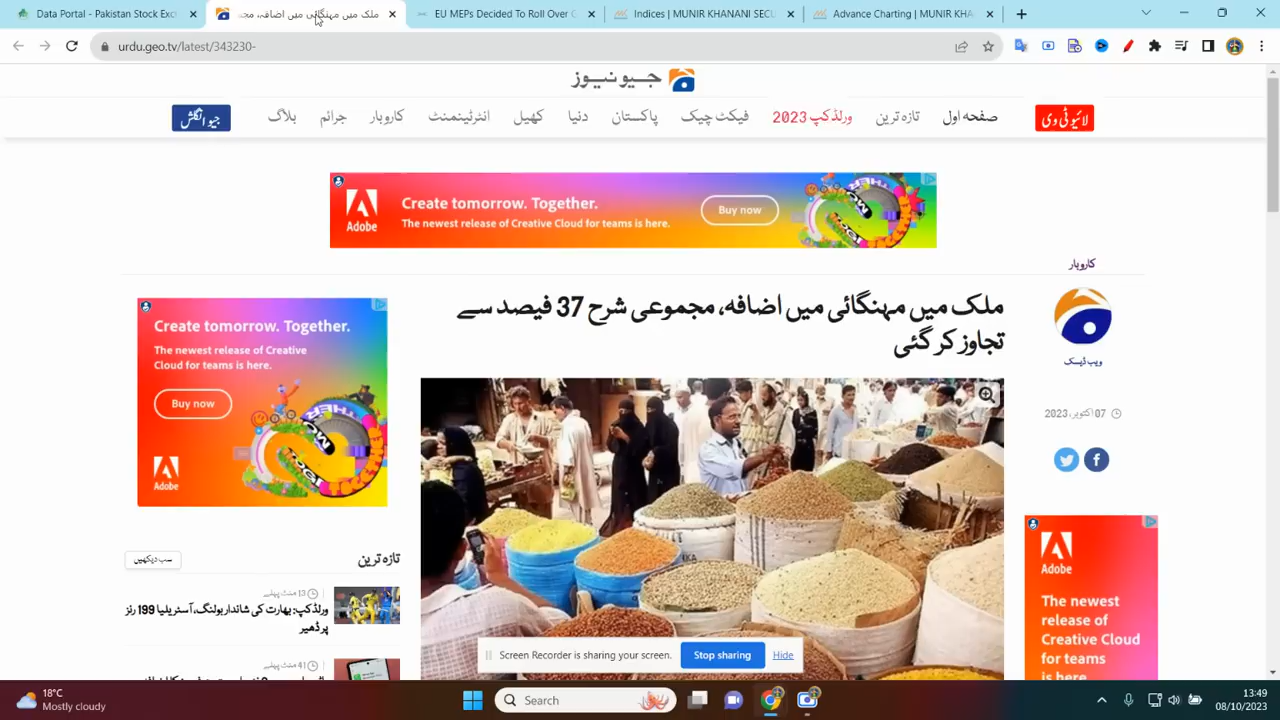 Data Portal - Pakistan Stock Exc
ملک میں مہنگائی میں اضافہ، مجـ
EU MEPs Decided To Roll Over G
Indices | MUNIR KHANANI SECU
Advance Charting | MUNIR KHA
urdu.geo.tv/latest/343230-
جیو نیوز
لائیو ٹی وی
صفحہ اول
تازہ ترین
ورلڈکپ 2023
فیکٹ چیک
پاکستان
دنیا
کھیل
انٹرٹینمنٹ
کاروبار
جرائم
بلاگ
جیو انگلش
Adobe
Create tomorrow. Together.
The newest release of Creative Cloud for teams is here.
Buy now
کاروبار
ملک میں مہنگائی میں اضافہ، مجموعی شرح 37 فیصد سے
تجاوز کر گئی
ویب ڈیسک
07 اکتوبر، 2023
Create tomorrow. Together.
The newest release of Creative
Cloud for teams is here.
Buy now
Adobe
تازہ ترین
سب دیکھیں
13 منٹ پہلے
ورلڈکپ: بھارت کی شاندار بولنگ، آسٹریلیا 199 رنز
پر ڈھیر
41 منٹ پہلے
Adobe
The newest
release of
Creative Cloud
for teams
is here.
Screen Recorder is sharing your screen.
Stop sharing
Hide
18°C
Mostly cloudy
Search
13:49
08/10/2023